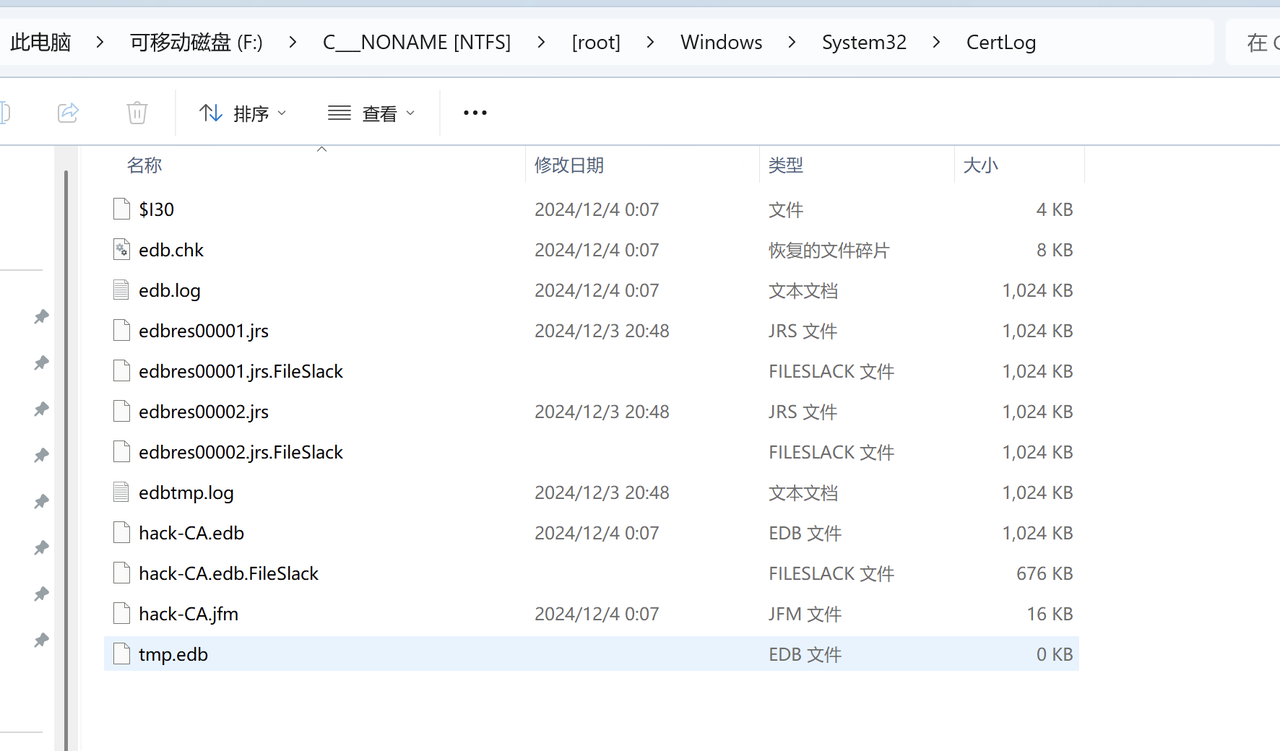 此电脑 > 可移动磁盘 (F:) > C___NONAME [NTFS] > [root] > Windows > System32 > CertLog 在
排序 查看 •••
名称 修改日期 类型 大小
$I30 2024/12/4 0:07 文件 4 KB
edb.chk 2024/12/4 0:07 恢复的文件碎片 8 KB
edb.log 2024/12/4 0:07 文本文档 1,024 KB
edbres00001.jrs 2024/12/3 20:48 JRS 文件 1,024 KB
edbres00001.jrs.FileSlack FILESLACK 文件 1,024 KB
edbres00002.jrs 2024/12/3 20:48 JRS 文件 1,024 KB
edbres00002.jrs.FileSlack FILESLACK 文件 1,024 KB
edbtmp.log 2024/12/3 20:48 文本文档 1,024 KB
hack-CA.edb 2024/12/4 0:07 EDB 文件 1,024 KB
hack-CA.edb.FileSlack FILESLACK 文件 676 KB
hack-CA.jfm 2024/12/4 0:07 JFM 文件 16 KB
tmp.edb EDB 文件 0 KB